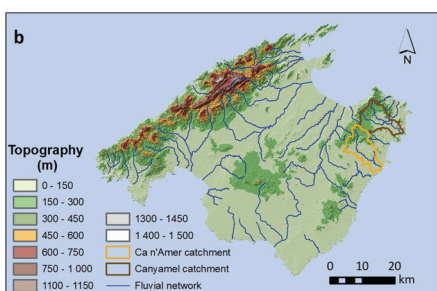 b
N
Topography
(m)
0 - 150
150 - 300
300 - 450
450 - 600
600 - 750
750 - 1 000
1100 - 1150
1300 - 1450
1 400 - 1 500
Ca n'Amer catchment
Canyamel catchment
Fluvial network
0
10
20
km